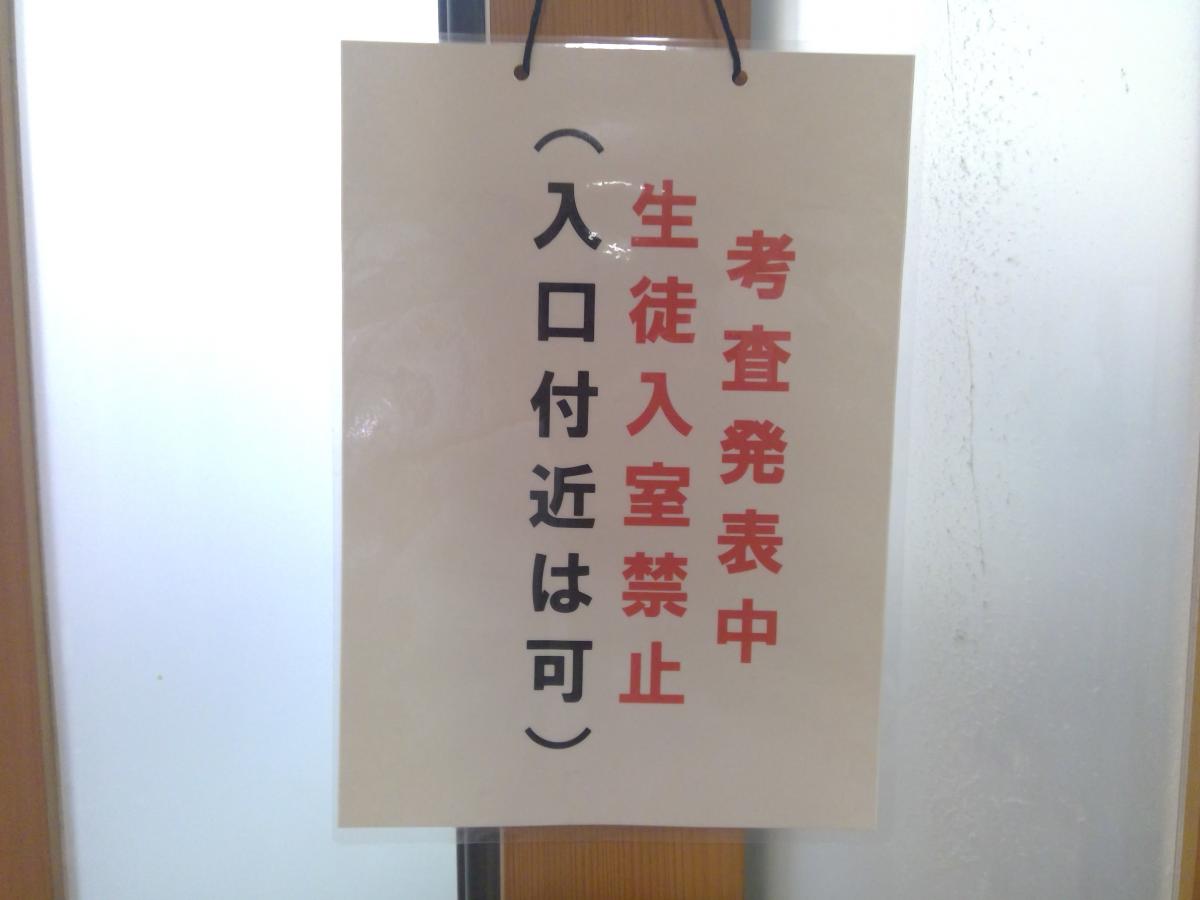 考査発表中
生徒入室禁止
（入口付近は可）